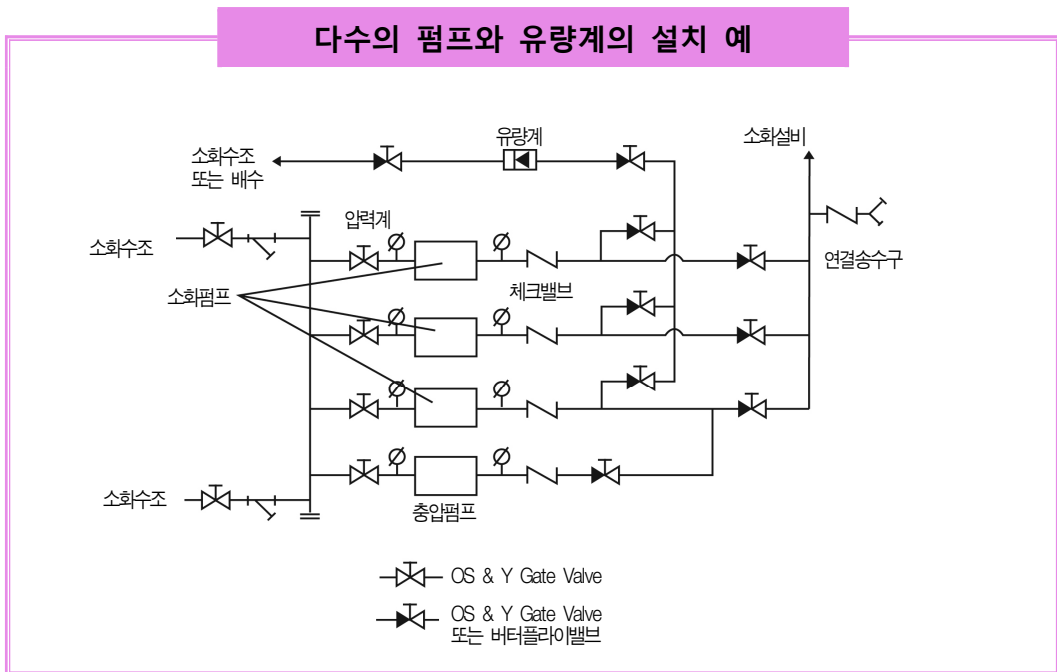 다수의 펌프와 유량계의 설치 예
유량계
소화설비
소화수조
또는 배수
압력계
소화수조
연결송수구
체크밸브
소화펌프
소화수조
충압펌프
OS & Y Gate Valve
OS & Y Gate Valve
또는 버터플라이밸브